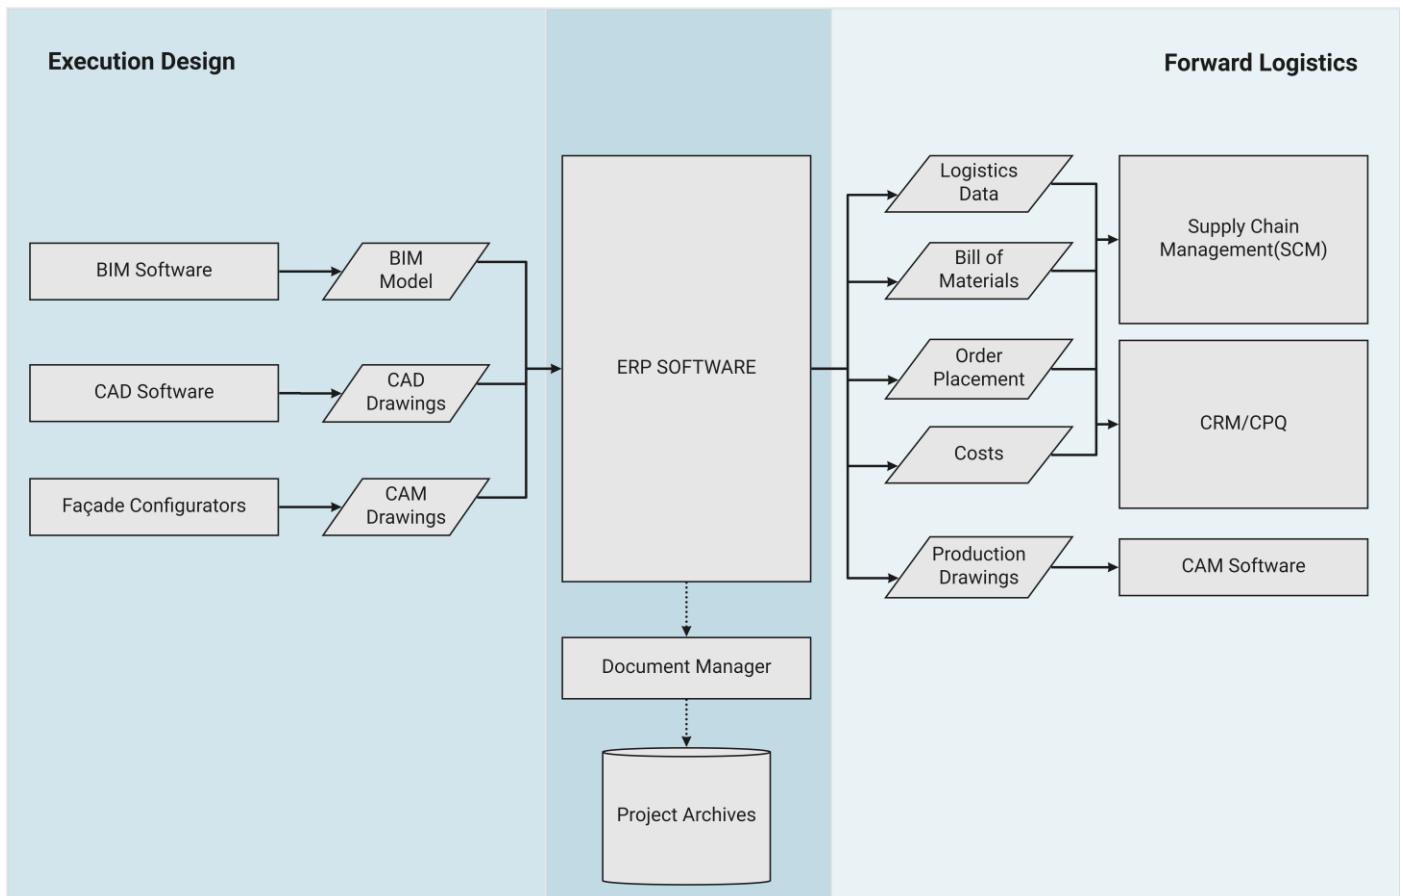 Execution Design
Forward Logistics
BIM Software
BIM
Model
CAD Software
CAD
Drawings
Façade Configurators
CAM
Drawings
ERP SOFTWARE
Document Manager
Project Archives
Logistics
Data
Bill of
Materials
Order
Placement
Costs
Production
Drawings
Supply Chain
Management(SCM)
CRM/CPQ
CAM Software